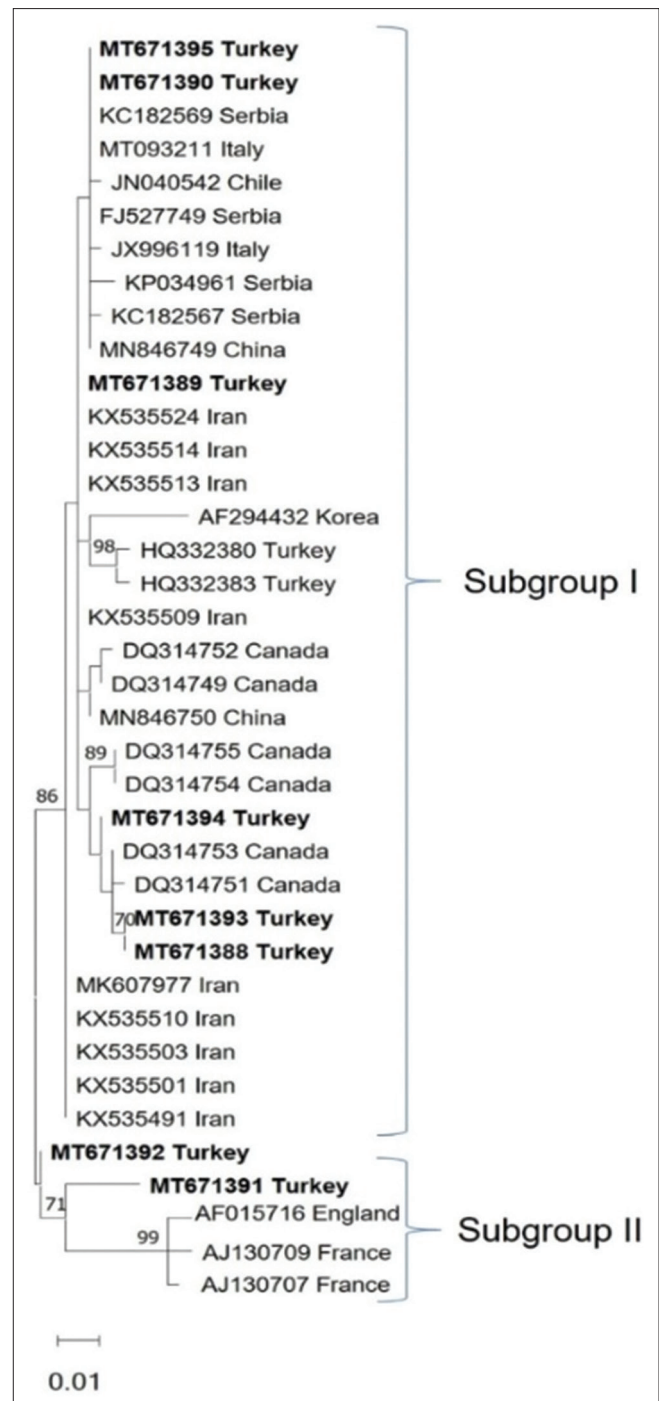 MT671395 Turkey
MT671390 Turkey
KC182569 Serbia
MT093211 Italy
JN040542 Chile
FJ527749 Serbia
JX996119 Italy
KP034961 Serbia
KC182567 Serbia
MN846749 China
MT671389 Turkey
KX535524 Iran
KX535514 Iran
KX535513 Iran
AF294432 Korea
98
HQ332380 Turkey
HQ332383 Turkey
Subgroup I
KX535509 Iran
DQ314752 Canada
DQ314749 Canada
MN846750 China
89
DQ314755 Canada
DQ314754 Canada
86
MT671394 Turkey
DQ314753 Canada
DQ314751 Canada
70
MT671393 Turkey
MT671388 Turkey
MK607977 Iran
KX535510 Iran
KX535503 Iran
KX535501 Iran
KX535491 Iran
MT671392 Turkey
MT671391 Turkey
71
AF015716 England
Subgroup II
99
AJ130709 France
AJ130707 France
0.01